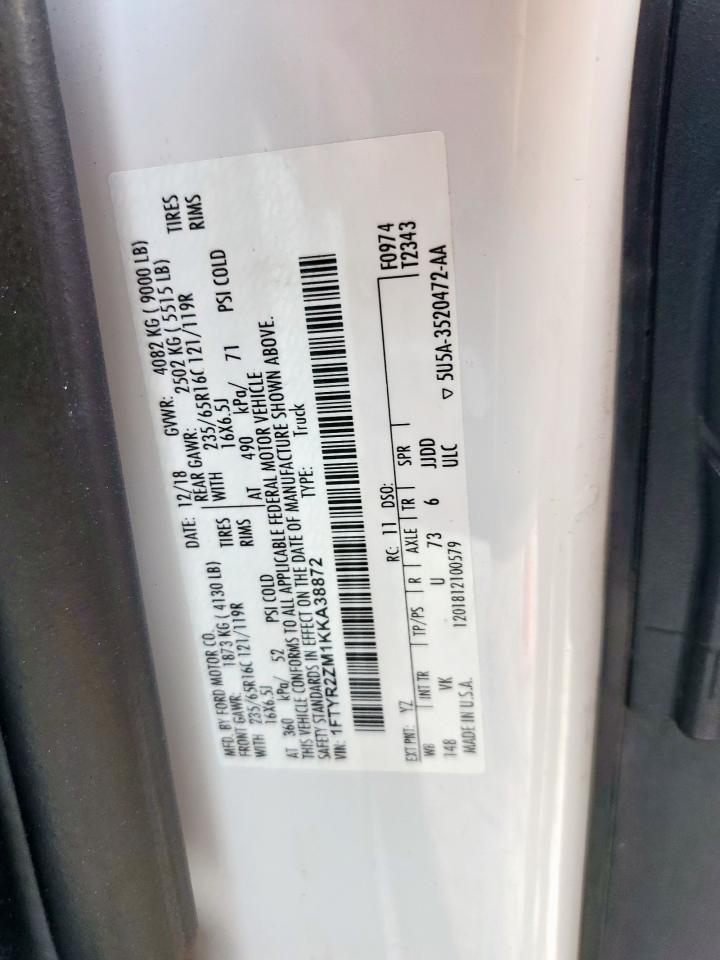 MFD. BY FORD MOTOR CO.
DATE: 12/18 GVWR: 4082 KG ( 9000 LB)
FRONT GAWR: 1873 KG ( 4130 LB) REAR GAWR: 2502 KG ( 5515 LB)
WITH 235/65R16C 121/119R TIRES WITH 235/65R16C 121/119R TIRES
16X6.5J RIMS 16X6.5J RIMS
AT 360 kPa/ 52 PSI COLD AT 490 kPa/ 71 PSI COLD
THIS VEHICLE CONFORMS TO ALL APPLICABLE FEDERAL MOTOR VEHICLE
SAFETY STANDARDS IN EFFECT ON THE DATE OF MANUFACTURE SHOWN ABOVE.
VIN: 1FTYR2ZM1KKA38872 TYPE: Truck
F0974
EXT PNT: YZ RC: 11 DSO: T2343
WB INT TR TP/PS R AXLE TR SPR
148 VK U 73 6 JJDD
MADE IN U.S.A. 1201812100579 ULC ▽ 5U5A-3520472-AA